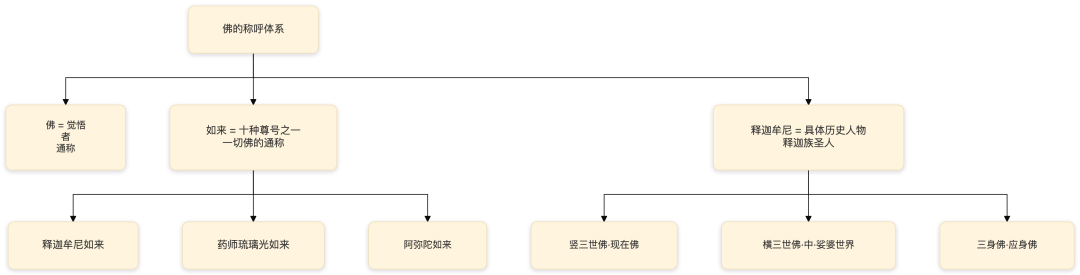 佛的称呼体系
佛 = 觉悟
者
通称
如来 = 十种尊号之一
一切佛的通称
释迦牟尼 = 具体历史人物
释迦族圣人
释迦牟尼如来
药师琉璃光如来
阿弥陀如来
竖三世佛·现在佛
横三世佛·中·娑婆世界
三身佛·应身佛